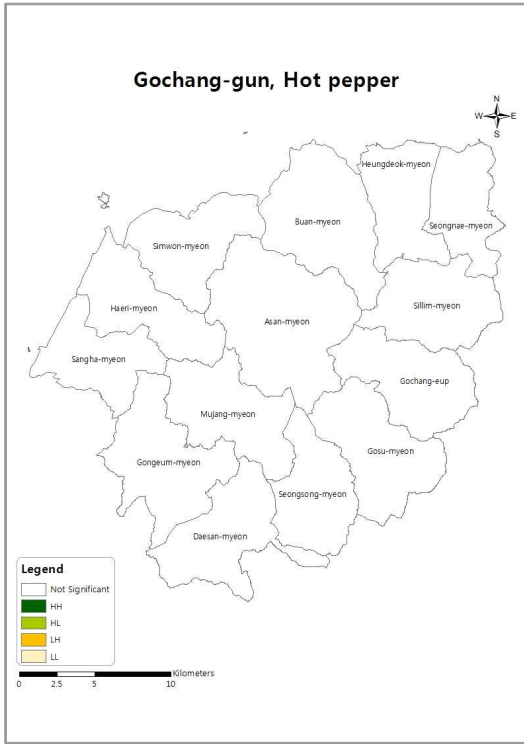 Gochang-gun, Hot pepper
N
W E
S
Heungdeok-myeon
Buan-myeon
Seongnae-myeon
Simwon-myeon
Haeri-myeon
Sillim-myeon
Asan-myeon
Sangha-myeon
Gochang-eup
Mujang-myeon
Gosu-myeon
Gongeum-myeon
Seongsong-myeon
Daesan-myeon
Legend
Not Significant
HH
HL
LH
LL
Kilometers
0 2.5 5 10